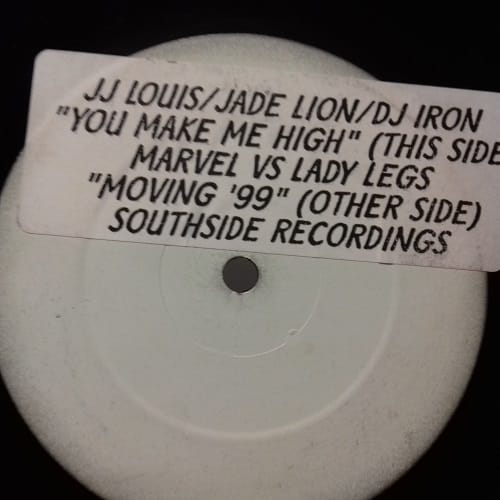 JJ LOUIS/JADE LION/DJ IRON
"YOU MAKE ME HIGH" (THIS SIDE
MARVEL VS LADY LEGS
"MOVING '99" (OTHER SIDE)
SOUTHSIDE RECORDINGS